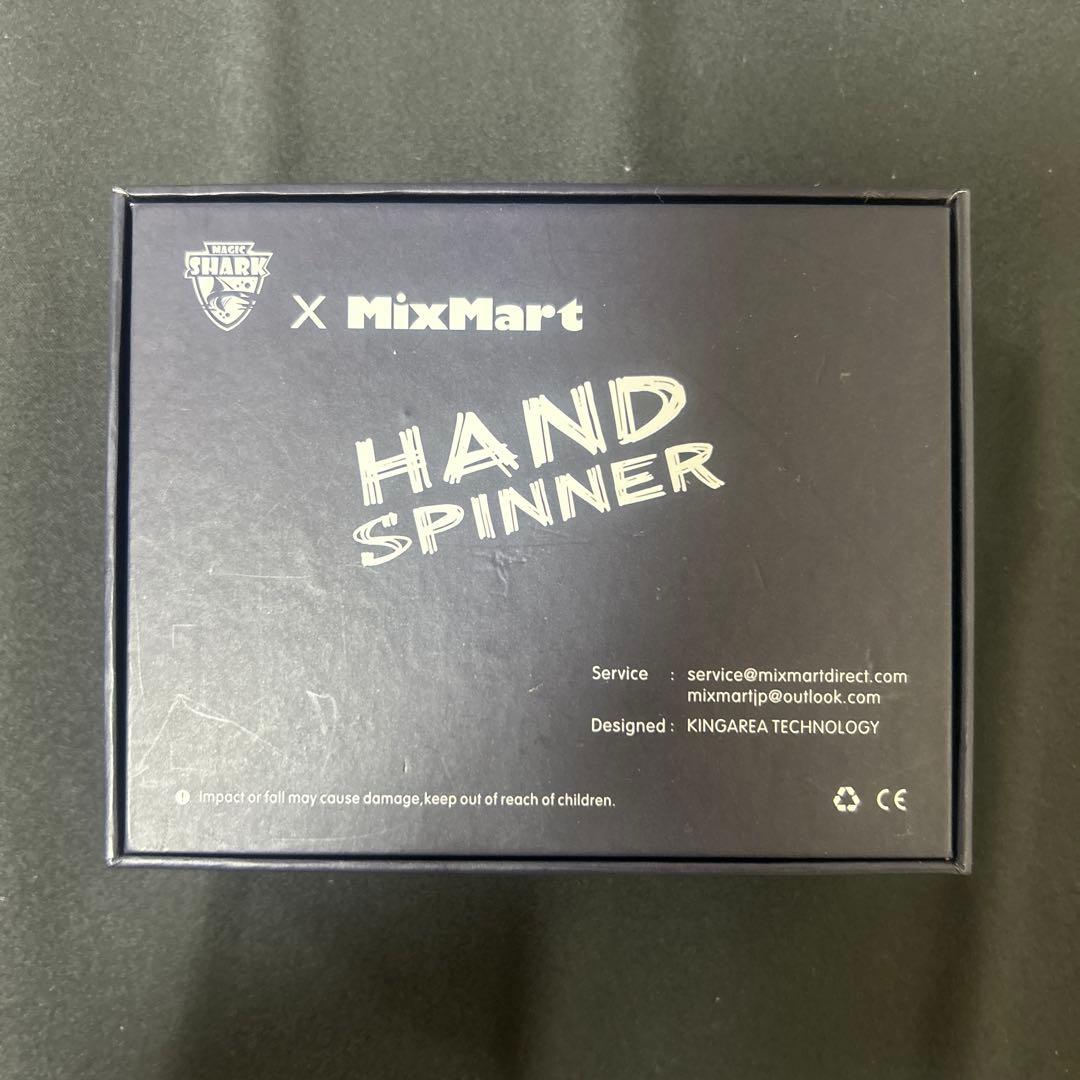 MAGIC
SHARK
X MixMart
HAND
SPINNER
Service : service@mixmartdirect.com
mixmartjp@outlook.com
Designed : KINGAREA TECHNOLOGY
Impact or fall may cause damage,keep out of reach of children.
CE